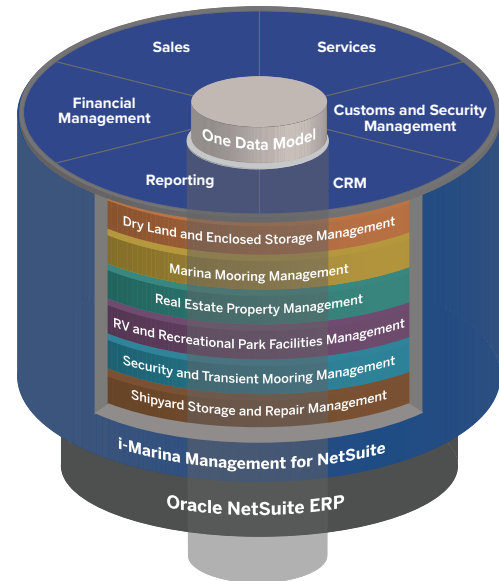 Sales
Services
Financial
Management
Customs and Security
Management
One Data Model
Reporting
CRM
Dry Land and Enclosed Storage Management
Marina Mooring Management
Real Estate Property Management
RV and Recreational Park Facilities Management
Security and Transient Mooring Management
Shipyard Storage and Repair Management
i-Marina Management for NetSuite
Oracle NetSuite ERP